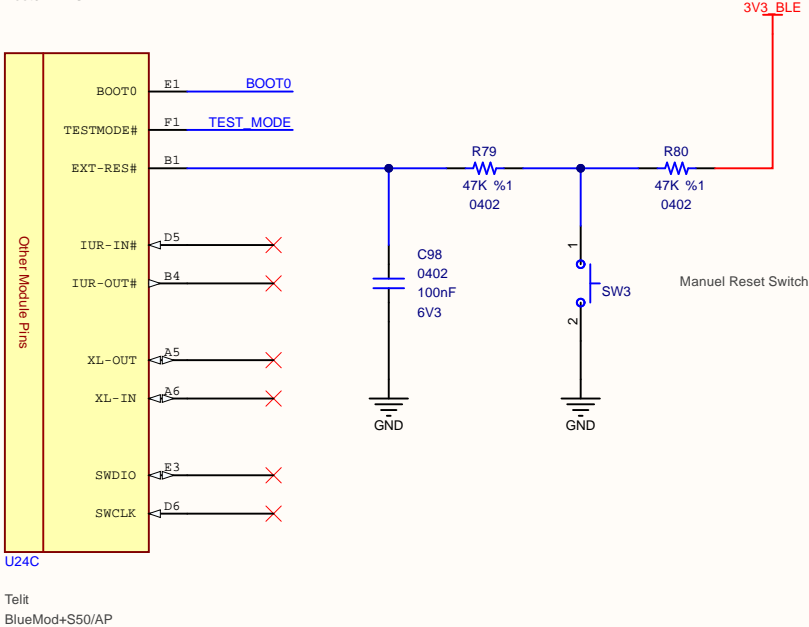 3V3_BLE
BOOT0 E1 BOOT0
TESTMODE# F1 TEST_MODE
EXT-RES# B1
R79
47K %1
0402
R80
47K %1
0402
IUR-IN# D5
IUR-OUT# B4
C98
0402
100nF
6V3
1
SW3
2
Manuel Reset Switch
Other Module Pins
XL-OUT A5
XL-IN A6
GND
GND
SWDIO E3
SWCLK D6
U24C
Telit
BlueMod+S50/AP